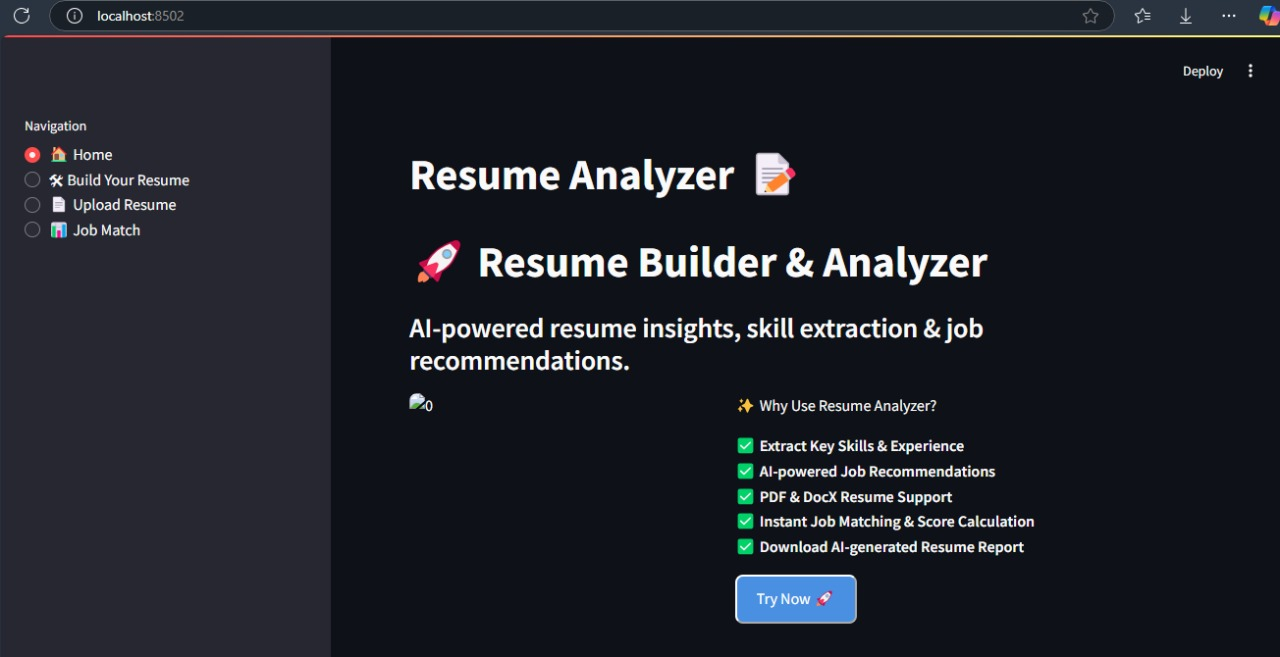 localhost:8502
Deploy
Navigation
🏠 Home
🛠 Build Your Resume
📄 Upload Resume
📊 Job Match
Resume Analyzer 📝
🚀 Resume Builder & Analyzer
AI-powered resume insights, skill extraction & job
recommendations.
0
✨ Why Use Resume Analyzer?
✅ Extract Key Skills & Experience
✅ AI-powered Job Recommendations
✅ PDF & DocX Resume Support
✅ Instant Job Matching & Score Calculation
✅ Download AI-generated Resume Report
Try Now 🚀